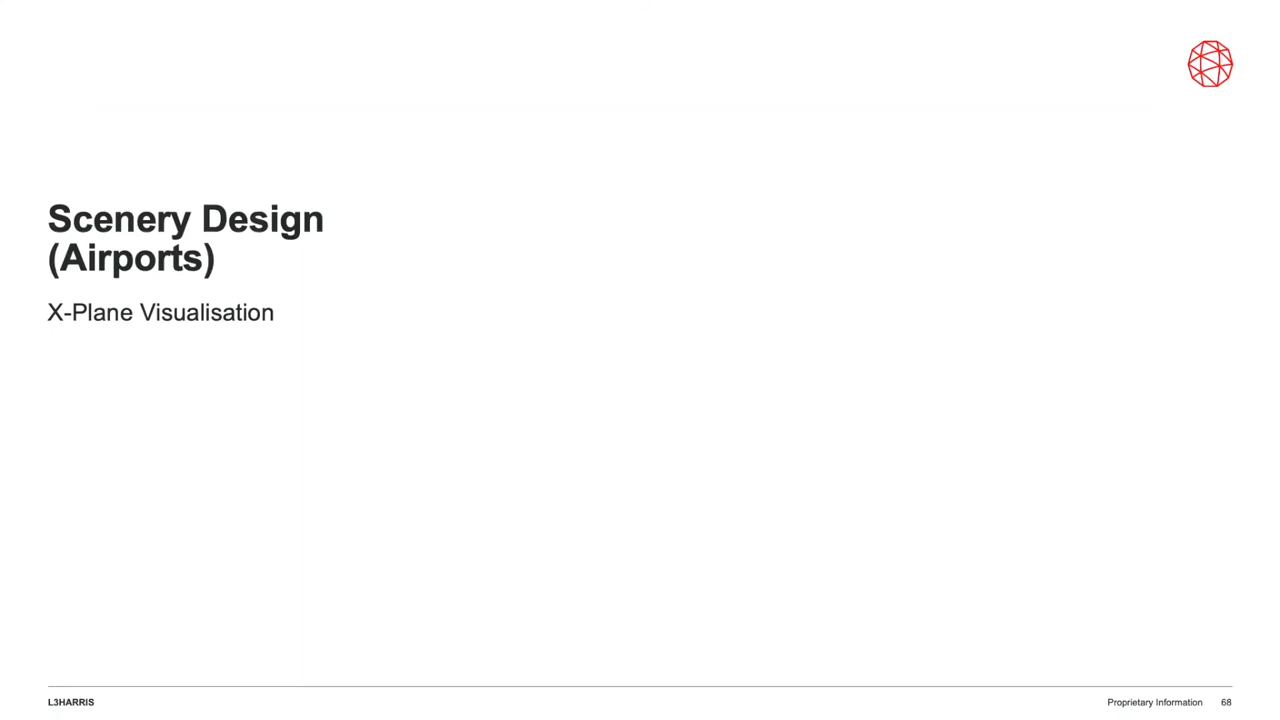 Scenery Design
(Airports)
X-Plane Visualisation
L3HARRIS
Proprietary Information 68